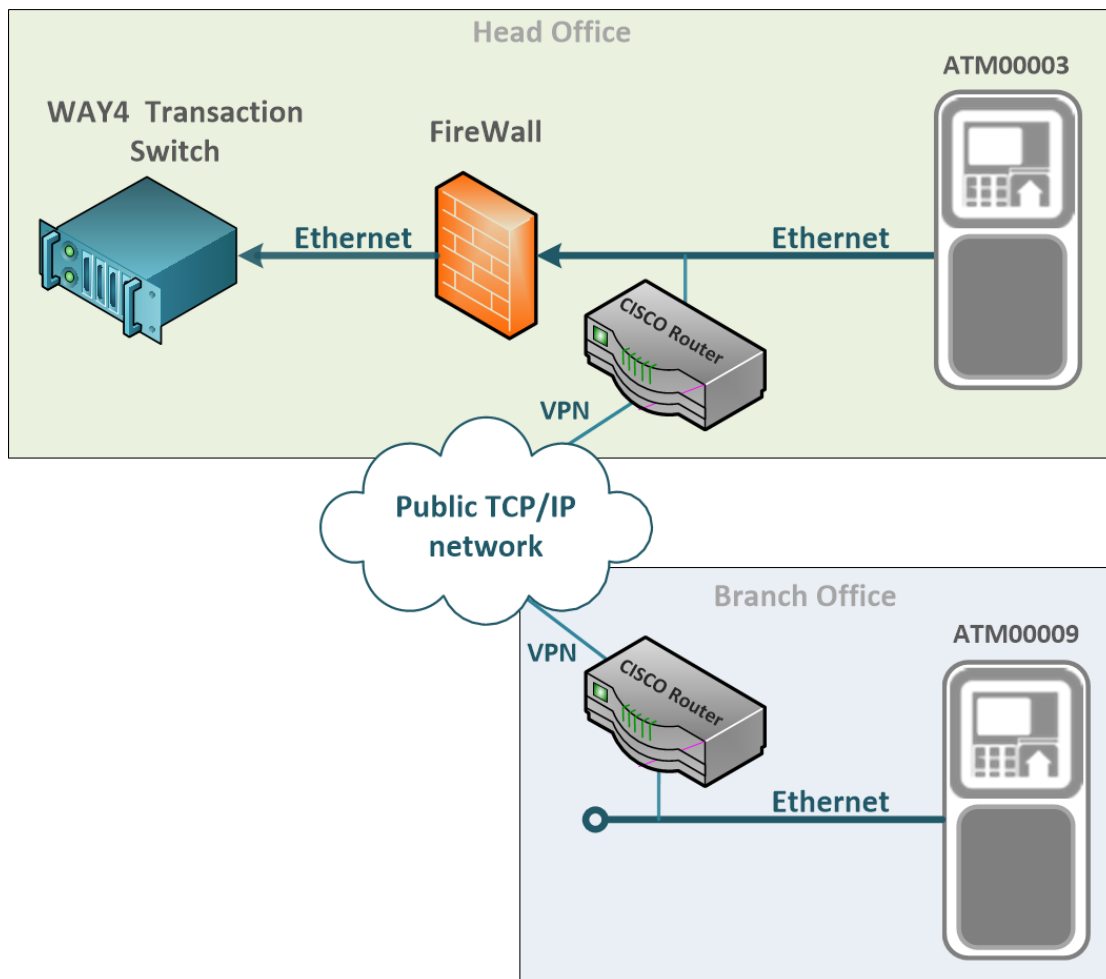 Head Office
ATM00003
WAY4 Transaction
Switch
FireWall
Ethernet
Ethernet
CISCO Router
VPN
Public TCP/IP
network
Branch Office
ATM00009
VPN
CISCO Router
Ethernet